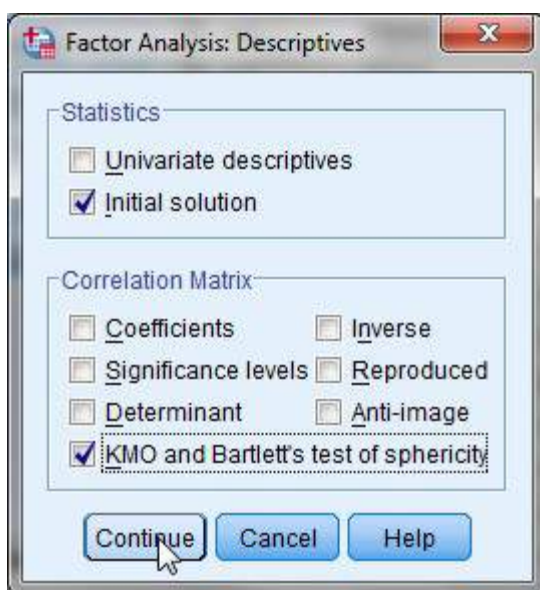 Factor Analysis: Descriptives
Statistics
Univariate descriptives
Initial solution
Correlation Matrix
Coefficients Inverse
Significance levels Reproduced
Determinant Anti-image
KMO and Bartlett's test of sphericity
Continue Cancel Help